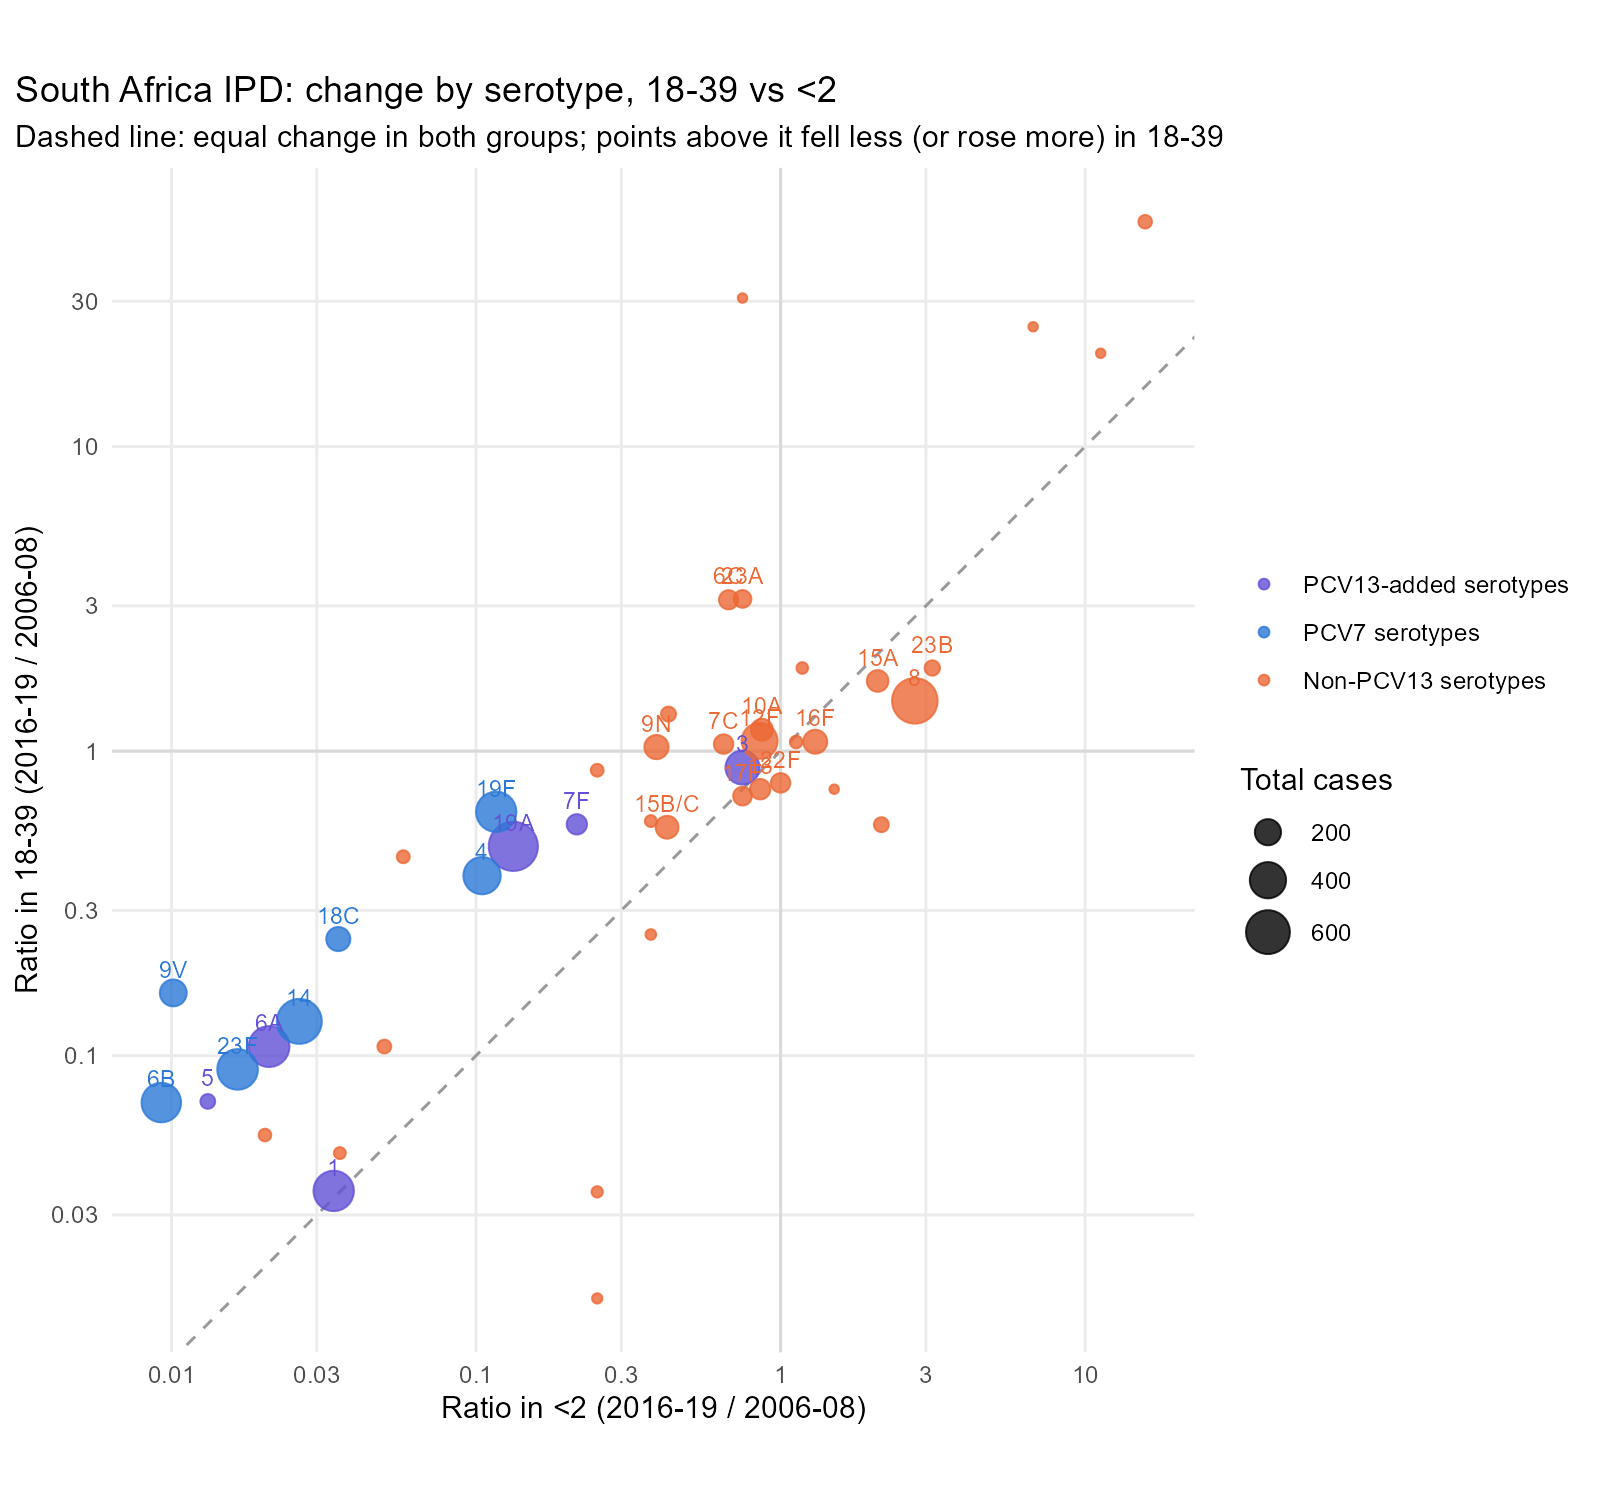 South Africa IPD: change by serotype, 18-39 vs <2
Dashed line: equal change in both groups; points above it fell less (or rose more) in 18-39
Ratio in 18-39 (2016-19 / 2006-08)
30
10
3
1
0.3
0.1
0.03
6C
23A
23B
15A
8
10A
12F
16F
9N
7C
3
22F
17F
19F
7F
15B/C
19A
4
18C
9V
14
6A
23F
5
6B
1
0.01
0.03
0.1
0.3
1
3
10
Ratio in <2 (2016-19 / 2006-08)
PCV13-added serotypes
PCV7 serotypes
Non-PCV13 serotypes
Total cases
200
400
600